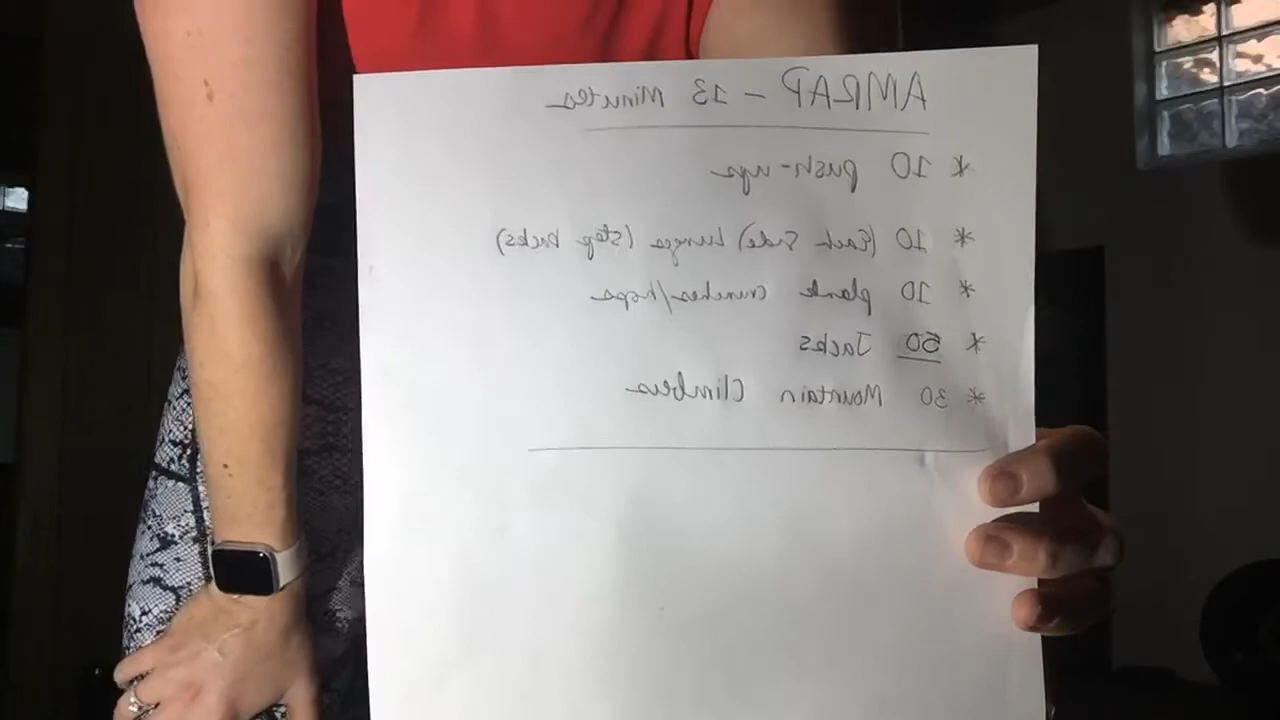 AMRAP - 13 Minutes
* 10 push-ups
* 10 (Each Side) Lunges (step backs)
* 10 plank crunches/hops
* 50 Jacks
* 30 Mountain Climbers